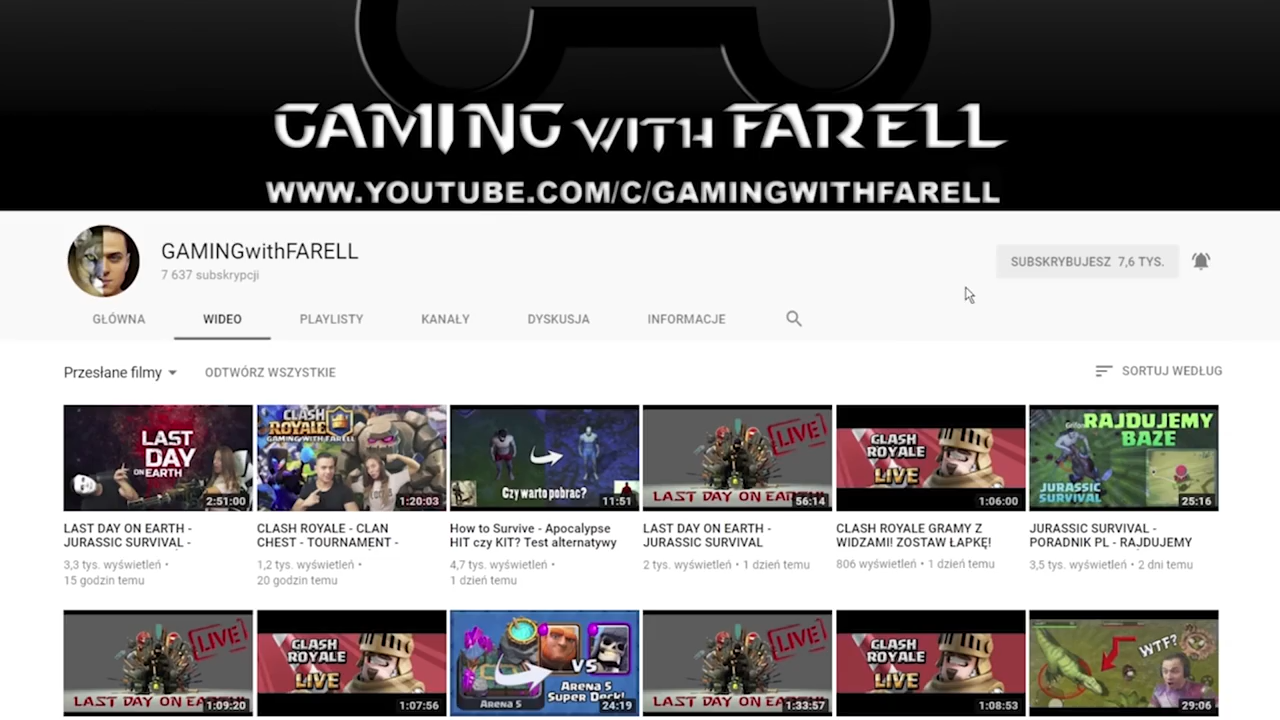 GAMING WITH FARELL
WWW.YOUTUBE.COM/C/GAMINGWITHFARELL
GAMINGwithFARELL
7 637 subskrypcji
SUBSKRYBUJESZ 7,6 TYS.
GŁÓWNA WIDEO PLAYLISTY KANAŁY DYSKUSJA INFORMACJE
Przesłane filmy ODTWÓRZ WSZYSTKIE SORTUJ WEDŁUG
LAST
DAY
ON EARTH
2:51:00
CLASH
ROYALE
GAMING WITH FARELL
1:20:03
Czy warto pobrac?
11:51
LIVE
LAST DAY ON EARTH
56:14
CLASH
ROYALE
LIVE
1:06:00
RAJDUJEMY
BAZE
JURASSIC
SURVIVAL
25:16
LAST DAY ON EARTH -
JURASSIC SURVIVAL -
3,3 tys. wyświetleń •
15 godzin temu
CLASH ROYALE - CLAN
CHEST - TOURNAMENT -
1,2 tys. wyświetleń •
20 godzin temu
How to Survive - Apocalypse
HIT czy KIT? Test alternatywy
4,7 tys. wyświetleń •
1 dzień temu
LAST DAY ON EARTH -
JURASSIC SURVIVAL
2 tys. wyświetleń • 1 dzień temu
CLASH ROYALE GRAMY Z
WIDZAMI! ZOSTAW ŁAPKĘ!
806 wyświetleń • 1 dzień temu
JURASSIC SURVIVAL -
PORADNIK PL - RAJDUJEMY
3,5 tys. wyświetleń • 2 dni temu
LIVE
LAST DAY ON EARTH
1:09:20
CLASH
ROYALE
LIVE
1:07:56
VS
Arena 5
Super Deck!
Arena 5
24:19
LIVE
LAST DAY ON EARTH
1:33:57
CLASH
ROYALE
LIVE
1:08:53
WTF?
29:06